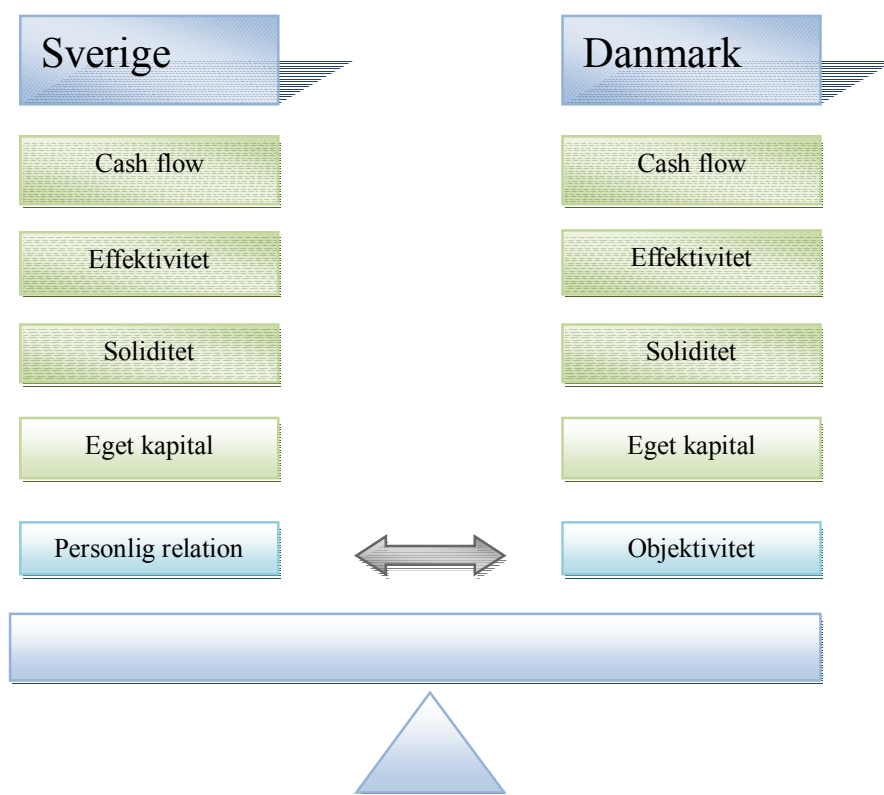 Sverige
Danmark
Cash flow
Cash flow
Effektivitet
Effektivitet
Soliditet
Soliditet
Eget kapital
Eget kapital
Personlig relation
Objektivitet